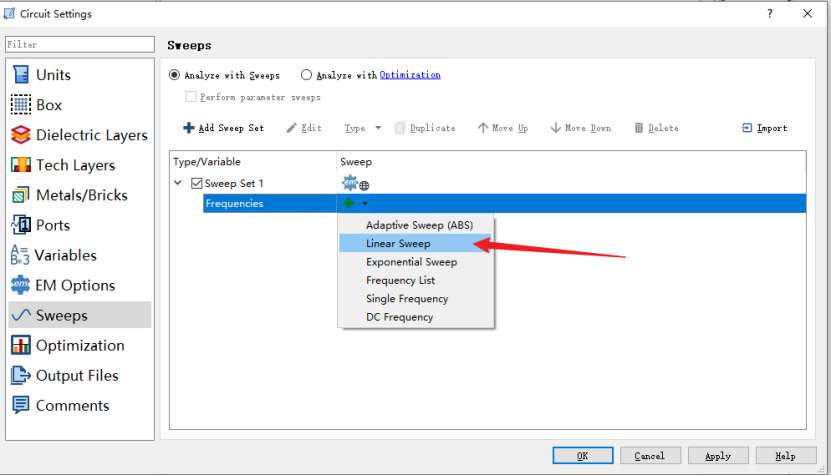 Circuit Settings
?
Filter
Units
Box
Dielectric Layers
Tech Layers
Metals/Bricks
Ports
Variables
EM Options
Sweeps
Optimization
Output Files
Comments
Sweeps
Analyze with Sweeps Analyze with Optimization
Perform parameter sweeps
Add Sweep Set Edit Type Duplicate Move Up Move Down Delete Import
Type/Variable Sweep
Sweep Set 1
Frequencies
Adaptive Sweep (ABS)
Linear Sweep
Exponential Sweep
Frequency List
Single Frequency
DC Frequency
OK Cancel Apply Help